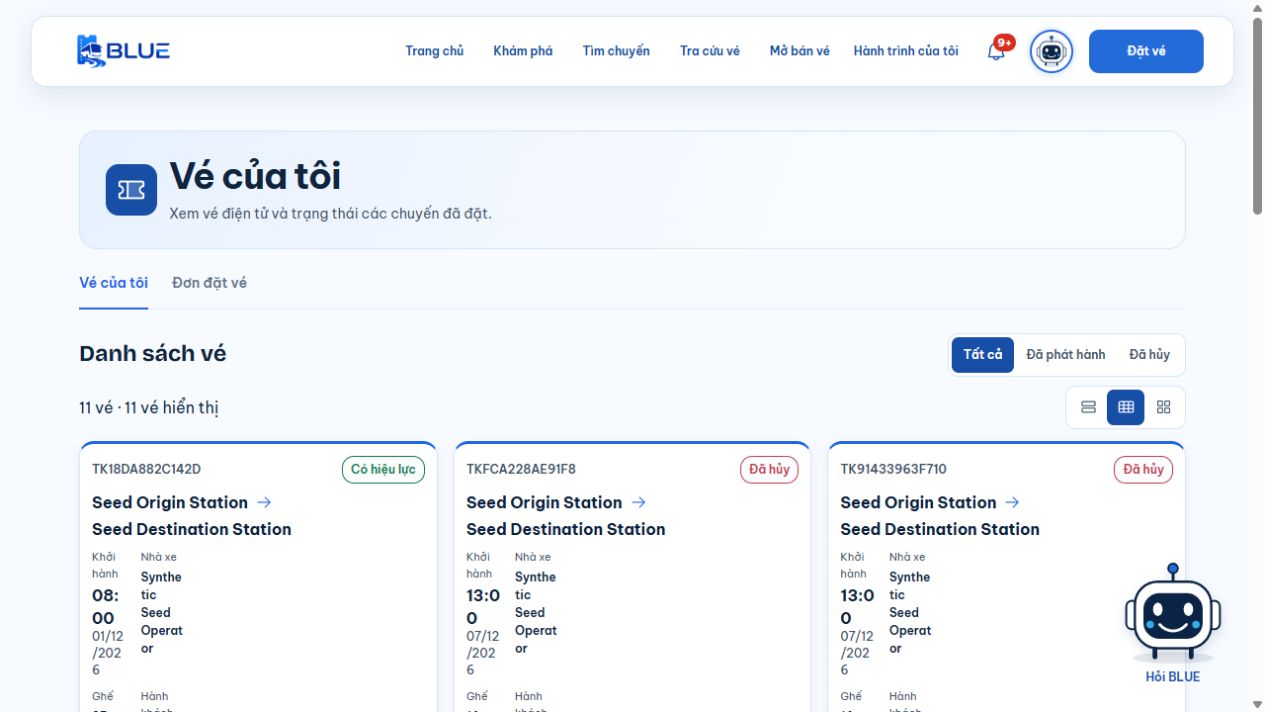 BLUE
Trang chủ Khám phá Tìm chuyến Tra cứu vé Mở bán vé Hành trình của tôi 9+ Đặt vé
Vé của tôi
Xem vé điện tử và trạng thái các chuyến đã đặt.
Vé của tôi Đơn đặt vé
Danh sách vé
Tất cả Đã phát hành Đã hủy
11 vé · 11 vé hiển thị
TK18DA882C142D Có hiệu lực
Seed Origin Station →
Seed Destination Station
Khởi hành
08:
00
01/12
/202
6
Nhà xe
Synthe
tic
Seed
Operat
or
Ghế
Hành
TKFCA228AE91F8 Đã hủy
Seed Origin Station →
Seed Destination Station
Khởi hành
13:0
0
07/12
/202
6
Nhà xe
Synthe
tic
Seed
Operat
or
Ghế
Hành
TK91433963F710 Đã hủy
Seed Origin Station →
Seed Destination Station
Khởi hành
13:0
0
07/12
/202
6
Nhà xe
Synthe
tic
Seed
Operat
or
Ghế
Hành
Hỏi BLUE